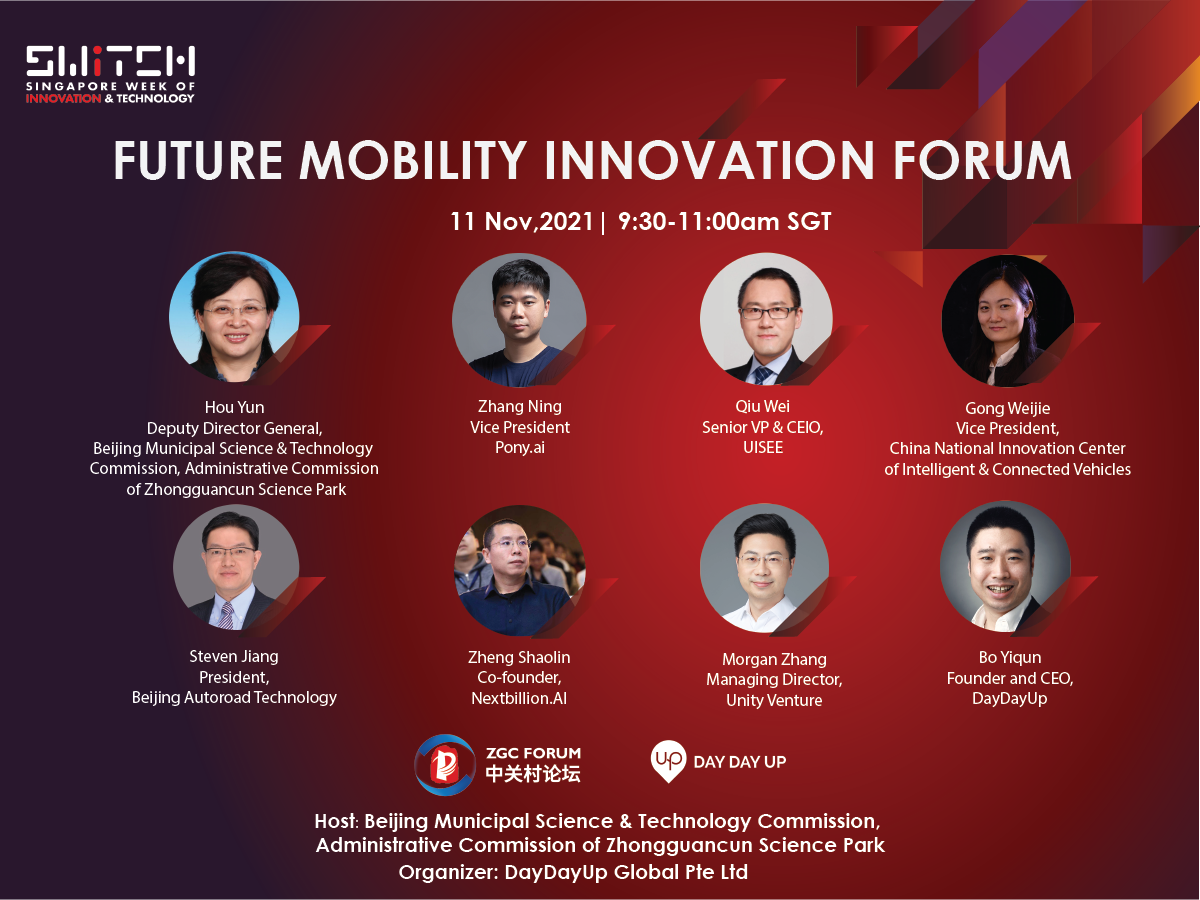 SWiTCH
SINGAPORE WEEK OF
INNOVATION & TECHNOLOGY
FUTURE MOBILITY INNOVATION FORUM
11 Nov,2021| 9:30-11:00am SGT
Hou Yun
Deputy Director General,
Beijing Municipal Science & Technology
Commission, Administrative Commission
of Zhongguancun Science Park
Zhang Ning
Vice President
Pony.ai
Qiu Wei
Senior VP & CEIO,
UISEE
Gong Weijie
Vice President,
China National Innovation Center
of Intelligent & Connected Vehicles
Steven Jiang
President,
Beijing Autoroad Technology
Zheng Shaolin
Co-founder,
Nextbillion.AI
Morgan Zhang
Managing Director,
Unity Venture
Bo Yiqun
Founder and CEO,
DayDayUp
ZGC FORUM
中关村论坛
up DAY DAY UP
Host: Beijing Municipal Science & Technology Commission,
Administrative Commission of Zhongguancun Science Park
Organizer: DayDayUp Global Pte Ltd